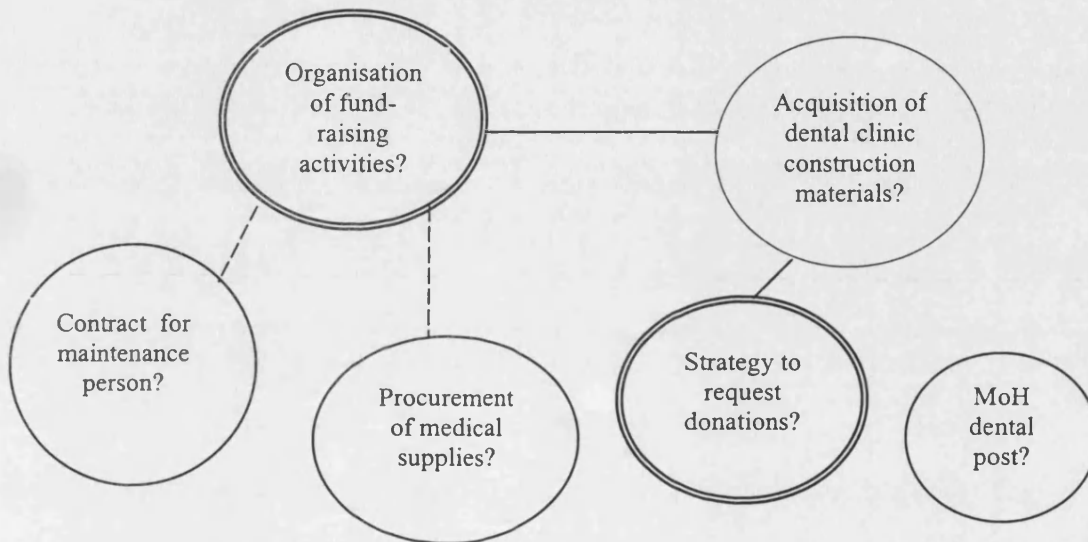 Organisation
of fund-
raising
activities?
Acquisition of
dental clinic
construction
materials?
Contract for
maintenance
person?
Procurement
of medical
supplies?
Strategy to
request
donations?
MoH
dental
post?